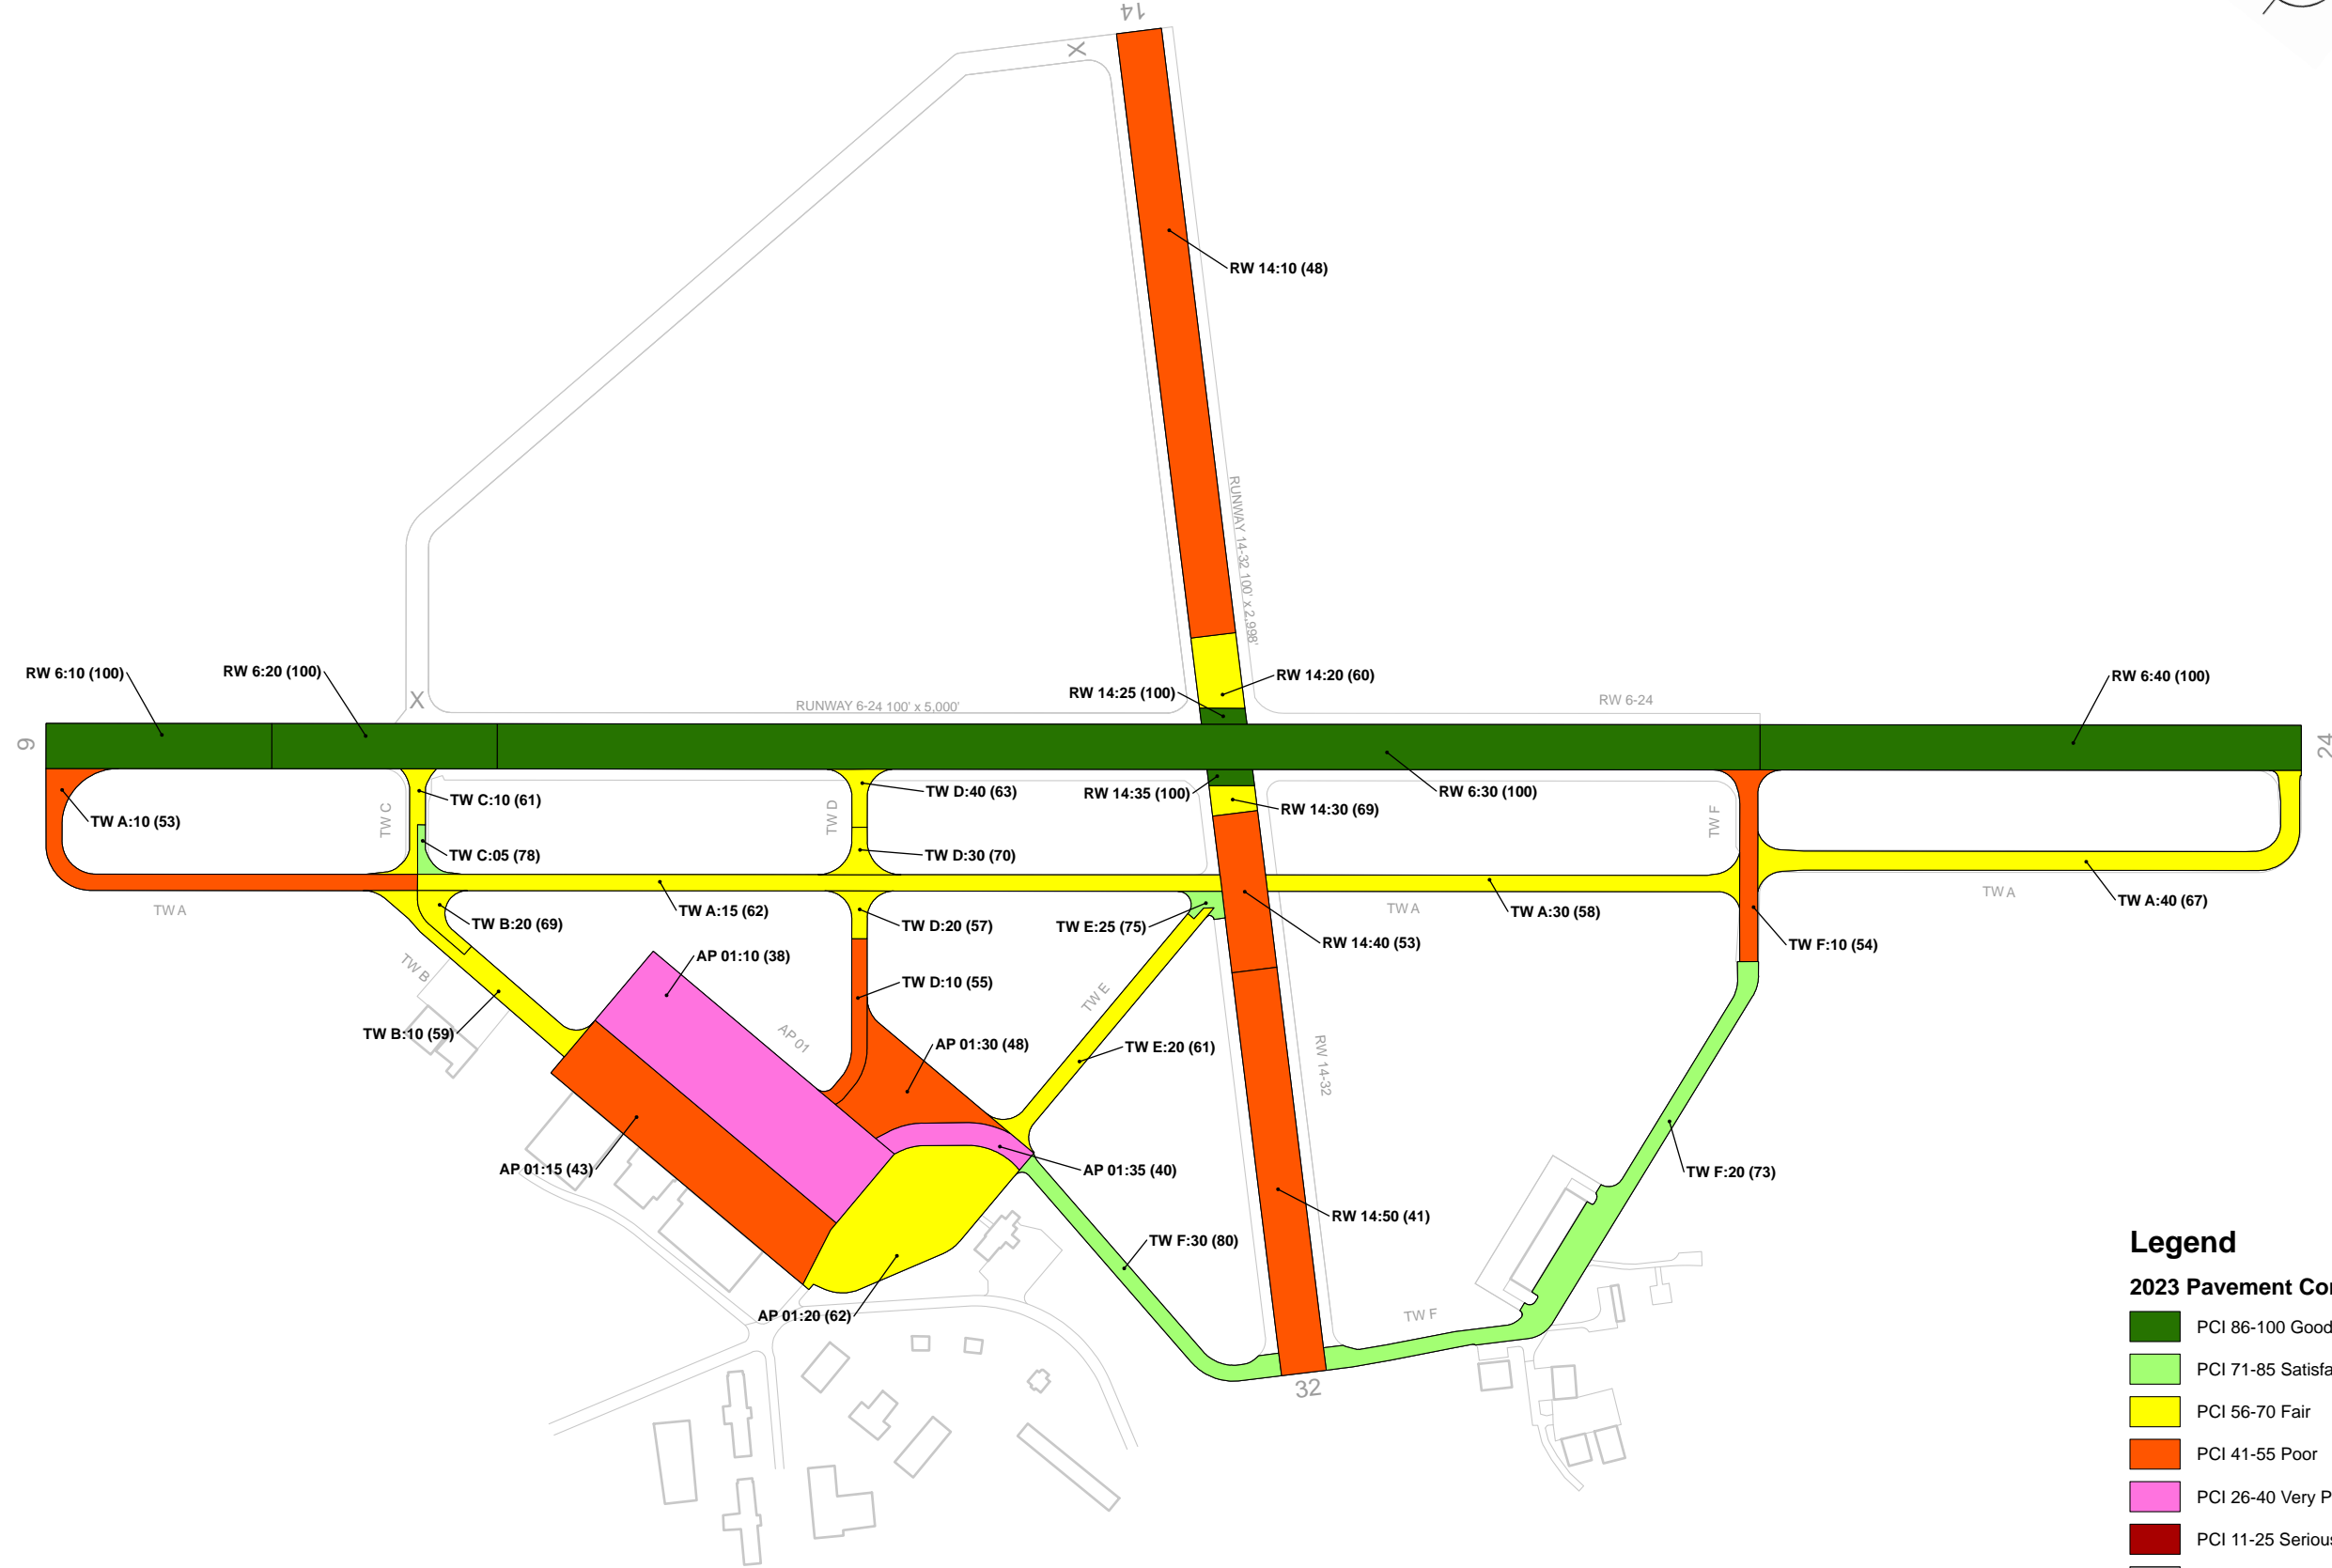 14
X
RW 14:10 (48)
RUNWAY 14-32 100' x 2,998'
RW 6:10 (100)
RW 6:20 (100)
X
RUNWAY 6-24 100' x 5,000'
RW 14:25 (100)
RW 14:20 (60)
RW 6-24
RW 6:40 (100)
6
24
TW A:10 (53)
TW C
TW C:10 (61)
TW C:05 (78)
TW D
TW D:40 (63)
TW D:30 (70)
RW 14:35 (100)
RW 14:30 (69)
RW 6:30 (100)
TW F
TW A
TW B:20 (69)
TW A:15 (62)
TW D:20 (57)
TW E:25 (75)
TW A
TW A:30 (58)
TW A
TW A:40 (67)
RW 14:40 (53)
TW F:10 (54)
TW B
AP 01:10 (38)
TW D:10 (55)
TW E
TW B:10 (59)
AP 01
AP 01:30 (48)
TW E:20 (61)
RW 14-32
AP 01:15 (43)
AP 01:35 (40)
TW F:20 (73)
RW 14:50 (41)
TW F:30 (80)
AP 01:20 (62)
TW F
32
Legend
2023 Pavement Co
PCI 86-100 Good
PCI 71-85 Satisfa
PCI 56-70 Fair
PCI 41-55 Poor
PCI 26-40 Very P
PCI 11-25 Serious